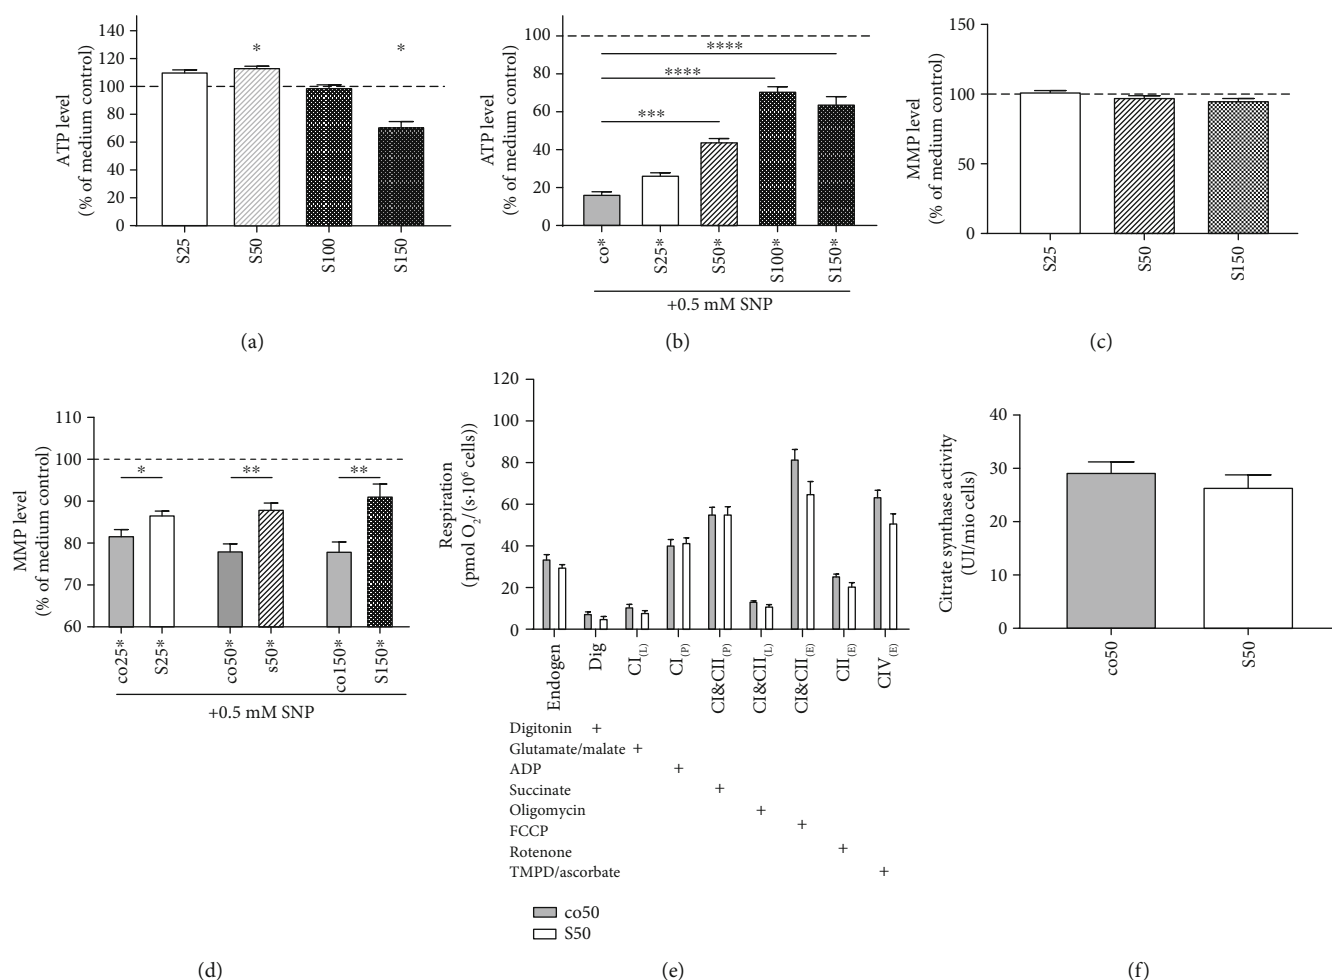 ATP level
(% of medium control)
140
120
100
80
60
40
20
0
*
*
S25
S50
S100
S150
(a)
ATP level
(% of medium control)
100
80
60
40
20
0
****
****
***
co*
S25*
S50*
S100*
S150*
+0.5 mM SNP
(b)
MMP level
(% of medium control)
150
100
50
0
S25
S50
S150
(c)
MMP level
(% of medium control)
110
100
90
80
70
60
*
**
**
co25*
S25*
co50*
s50*
co150*
S150*
+0.5 mM SNP
(d)
Respiration
(pmol O₂/(s·10⁶ cells))
120
100
80
60
40
20
0
Endogen
Dig
CI(L)
CI(P)
CI&CII(P)
CI&CII(L)
CI&CII(E)
CII(E)
CIV(E)
Digitonin +
Glutamate/malate +
ADP +
Succinate +
Oligomycin +
FCCP +
Rotenone +
TMPD/ascorbate +
co50
S50
(e)
Citrate synthase activity
(UI/mio cells)
40
30
20
10
0
co50
S50
(f)